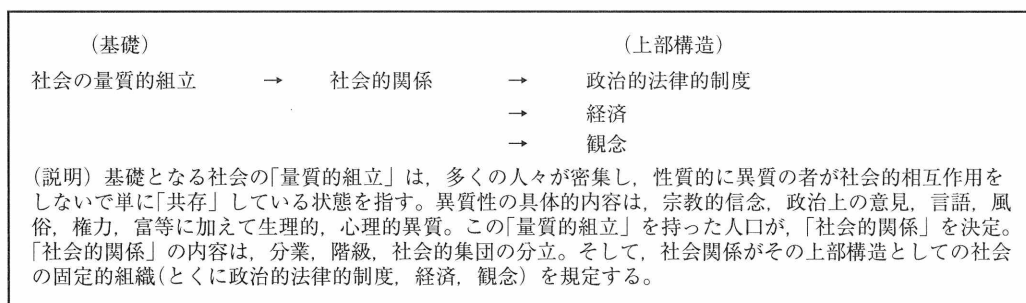 （基礎） （上部構造）
社会の量質的組立 → 社会的関係 → 政治的法律的制度
→ 経済
→ 観念
（説明）基礎となる社会の「量質的組立」は，多くの人々が密集し，性質的に異質の者が社会的相互作用を
しないで単に「共存」している状態を指す。異質性の具体的内容は，宗教的信念，政治上の意見，言語，風
俗，権力，富等に加えて生理的，心理的異質。この「量質的組立」を持った人口が，「社会的関係」を決定。
「社会的関係」の内容は，分業，階級，社会的集団の分立。そして，社会関係がその上部構造としての社会
の固定的組織（とくに政治的法律的制度，経済，観念）を規定する。